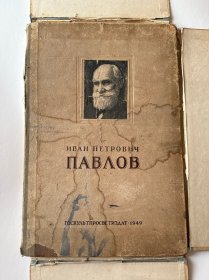 ИВАН ПЕТРОВИЧ
ПАВЛОВ
ГОСКУЛЬТПРОСВЕТИЗДАТ · 1949